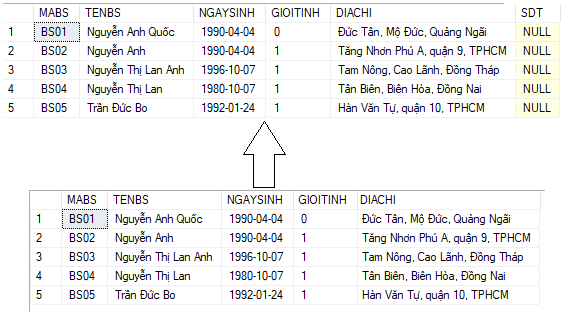 MABS TENBS NGAYSINH GIOITINH DIACHI SDT
1 BS01 Nguyễn Anh Quốc 1990-04-04 0 Đức Tân, Mộ Đức, Quảng Ngãi NULL
2 BS02 Nguyễn Anh 1990-04-04 1 Tăng Nhơn Phú A, quận 9, TPHCM NULL
3 BS03 Nguyễn Thị Lan Anh 1996-10-07 1 Tam Nông, Cao Lãnh, Đồng Tháp NULL
4 BS04 Nguyễn Thị Lan 1980-10-07 1 Tân Biên, Biên Hòa, Đồng Nai NULL
5 BS05 Trần Đức Bo 1992-01-24 1 Hàn Văn Tự, quận 10, TPHCM NULL
MABS TENBS NGAYSINH GIOITINH DIACHI
1 BS01 Nguyễn Anh Quốc 1990-04-04 0 Đức Tân, Mộ Đức, Quảng Ngãi
2 BS02 Nguyễn Anh 1990-04-04 1 Tăng Nhơn Phú A, quận 9, TPHCM
3 BS03 Nguyễn Thị Lan Anh 1996-10-07 1 Tam Nông, Cao Lãnh, Đồng Tháp
4 BS04 Nguyễn Thị Lan 1980-10-07 1 Tân Biên, Biên Hòa, Đồng Nai
5 BS05 Trần Đức Bo 1992-01-24 1 Hàn Văn Tự, quận 10, TPHCM